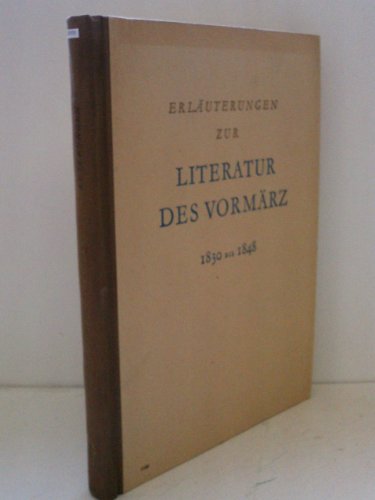 ERLÄUTERUNGEN
ZUR
LITERATUR
DES VORMÄRZ
1830 BIS 1848